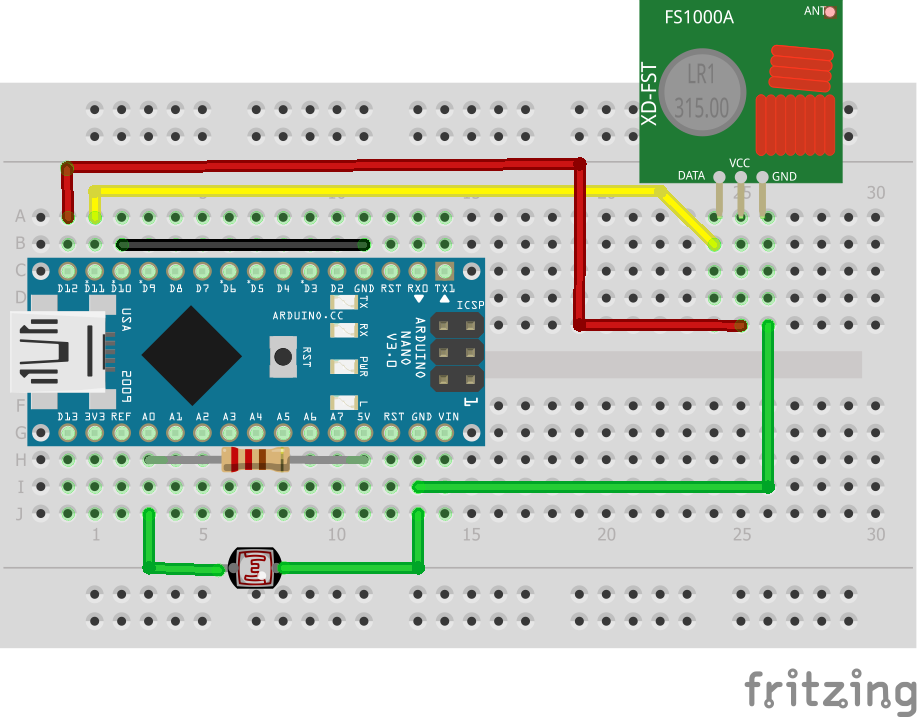 FS1000A
ANT
XD-FST
LR1
315.00
DATA
VCC
GND
25
30
5
10
15
20
A
B
C
D
D12 D11 D10 D9 D8 D7 D6 D5 D4 D3 D2 GND RST RX0 TX1
TX
ICSP
USA
ARDUINO.CC
RX
RST
ARDUINO
NANO
V3.0
PWR
2009
L
1
D13 3V3 REF A0 A1 A2 A3 A4 A5 A6 A7 5V RST GND VIN
F
G
H
I
J
1 5 10 15 20 25 30
fritzing